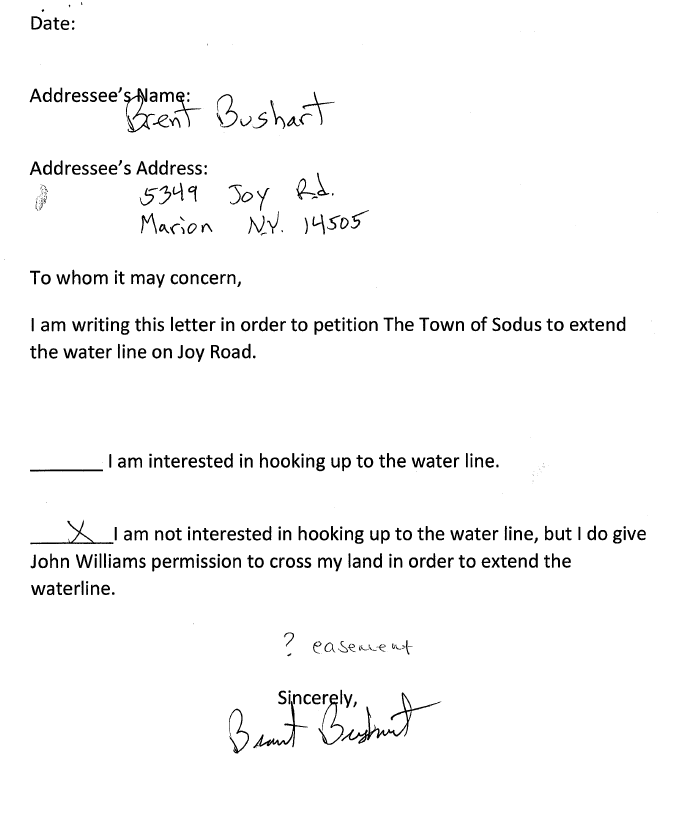 Date:
Addressee's Name:
Brent Bushart
Addressee's Address:
5349 Joy Rd.
Marion N.Y. 14505
To whom it may concern,
I am writing this letter in order to petition The Town of Sodus to extend
the water line on Joy Road.
______ I am interested in hooking up to the water line.
___X__I am not interested in hooking up to the water line, but I do give
John Williams permission to cross my land in order to extend the
waterline.
? easement
Sincerely,
Brent Bushart